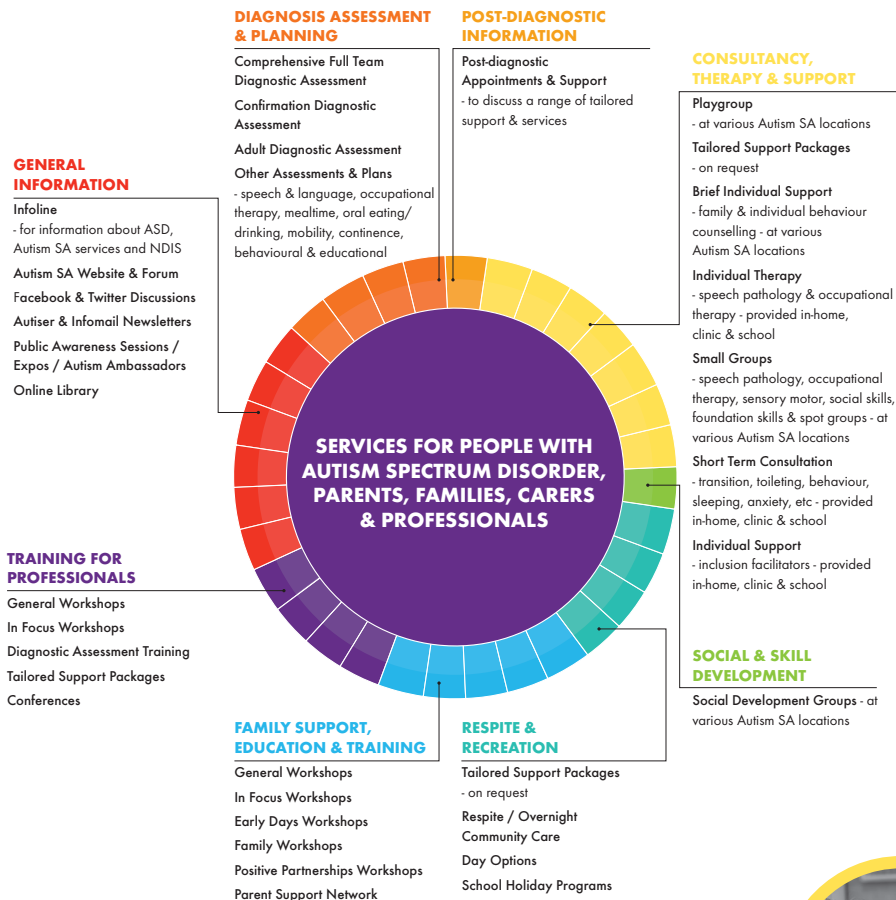 DIAGNOSIS ASSESSMENT
& PLANNING
Comprehensive Full Team
Diagnostic Assessment
Confirmation Diagnostic
Assessment
Adult Diagnostic Assessment
Other Assessments & Plans
- speech & language, occupational
therapy, mealtime, oral eating/
drinking, mobility, continence,
behavioural & educational
POST-DIAGNOSTIC
INFORMATION
Post-diagnostic
Appointments & Support
- to discuss a range of tailored
support & services
CONSULTANCY,
THERAPY & SUPPORT
Playgroup
- at various Autism SA locations
Tailored Support Packages
- on request
Brief Individual Support
- family & individual behaviour
counselling - at various
Autism SA locations
Individual Therapy
- speech pathology & occupational
therapy - provided in-home,
clinic & school
Small Groups
- speech pathology, occupational
therapy, sensory motor, social skills,
foundation skills & spot groups - at
various Autism SA locations
Short Term Consultation
- transition, toileting, behaviour,
sleeping, anxiety, etc - provided
in-home, clinic & school
Individual Support
- inclusion facilitators - provided
in-home, clinic & school
GENERAL
INFORMATION
Infoline
- for information about ASD,
Autism SA services and NDIS
Autism SA Website & Forum
Facebook & Twitter Discussions
Autiser & Infomail Newsletters
Public Awareness Sessions /
Expos / Autism Ambassadors
Online Library
SERVICES FOR PEOPLE WITH
AUTISM SPECTRUM DISORDER,
PARENTS, FAMILIES, CARERS
& PROFESSIONALS
TRAINING FOR
PROFESSIONALS
General Workshops
In Focus Workshops
Diagnostic Assessment Training
Tailored Support Packages
Conferences
SOCIAL & SKILL
DEVELOPMENT
Social Development Groups - at
various Autism SA locations
FAMILY SUPPORT,
EDUCATION & TRAINING
General Workshops
In Focus Workshops
Early Days Workshops
Family Workshops
Positive Partnerships Workshops
Parent Support Network
RESPITE &
RECREATION
Tailored Support Packages
- on request
Respite / Overnight
Community Care
Day Options
School Holiday Programs